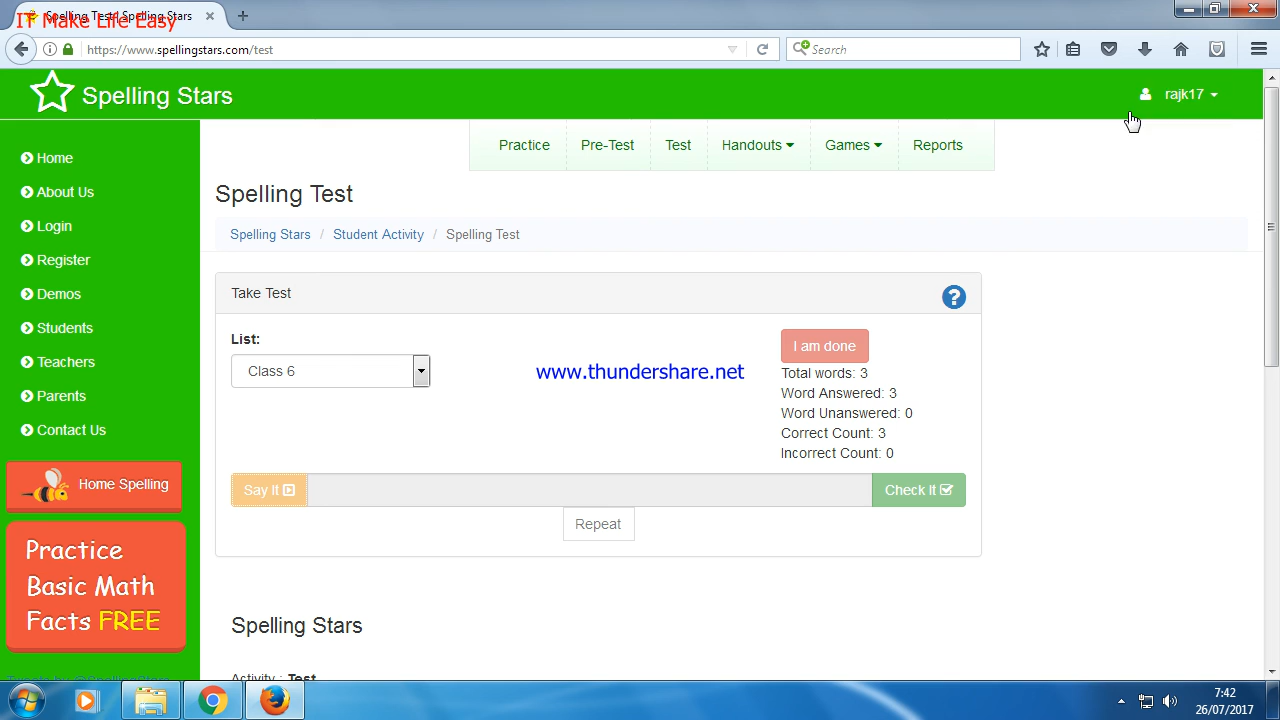 Spelling Test | Spelling Stars
IT Make Life Easy
https://www.spellingstars.com/test
Search
Spelling Stars
rajk17
Home
About Us
Login
Register
Demos
Students
Teachers
Parents
Contact Us
Home Spelling
Practice
Basic Math
Facts FREE
Practice Pre-Test Test Handouts Games Reports
Spelling Test
Spelling Stars / Student Activity / Spelling Test
Take Test
?
List:
Class 6
www.thundershare.net
I am done
Total words: 3
Word Answered: 3
Word Unanswered: 0
Correct Count: 3
Incorrect Count: 0
Say It
Check It
Repeat
Spelling Stars
Activity : Test
7:42
26/07/2017